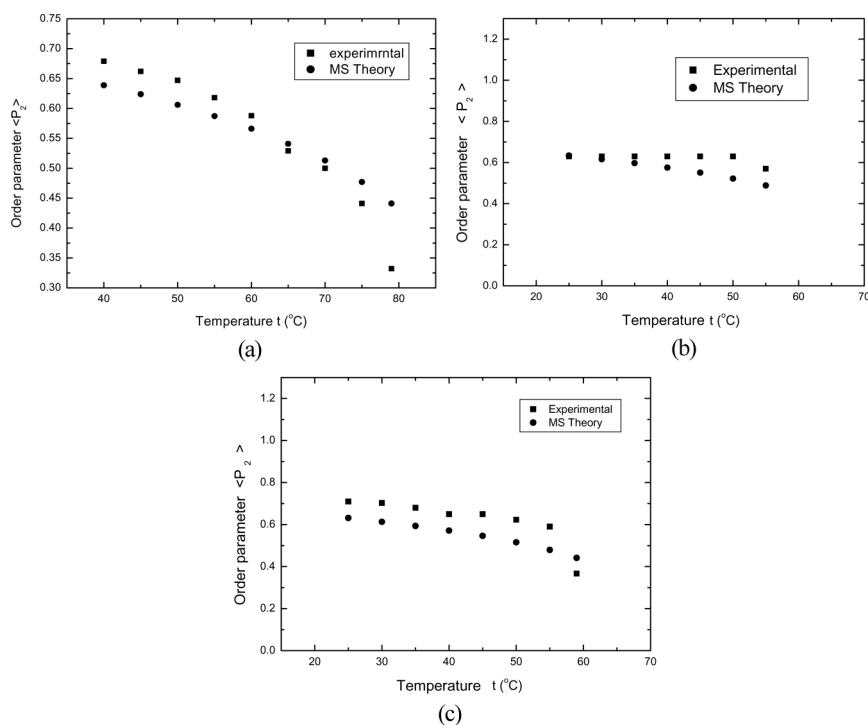 0.75
0.70
0.65
0.60
0.55
0.50
0.45
0.40
0.35
0.30
Order parameter <P2>
experimrntal
MS Theory
40 50 60 70 80
Temperature t (oC)
(a)
1.2
1.0
0.8
0.6
0.4
0.2
0.0
Order parameter < P2 >
Experimental
MS Theory
20 30 40 50 60 70
Temperature t (oC)
(b)
1.2
1.0
0.8
0.6
0.4
0.2
0.0
Order parameter <P2 >
Experimental
MS Theory
20 30 40 50 60 70
Temperature t (oC)
(c)